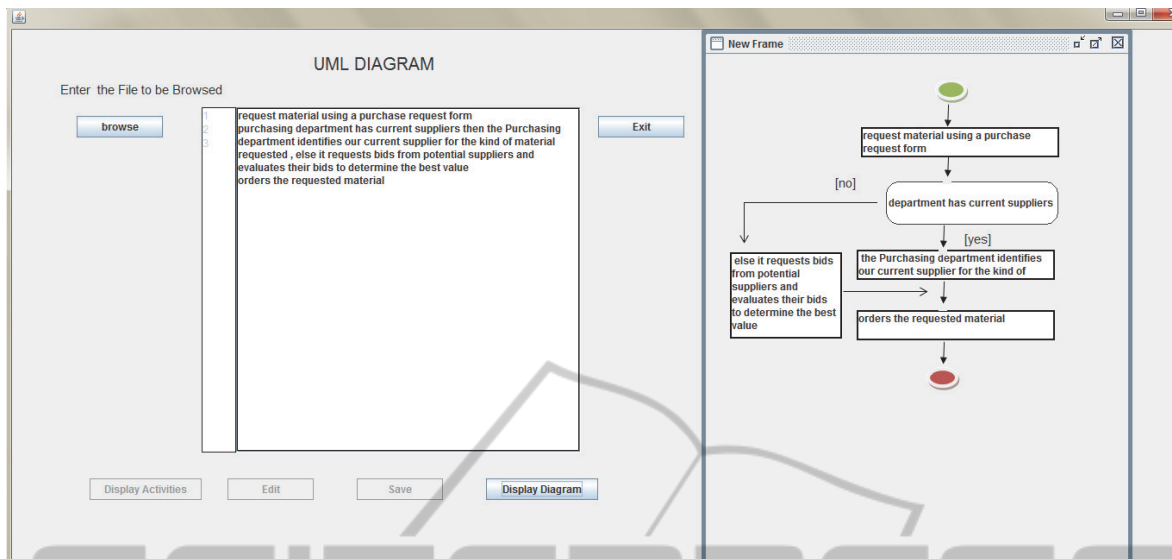 New Frame
UML DIAGRAM
Enter the File to be Browsed
browse
1
2
3
request material using a purchase request form
purchasing department has current suppliers then the Purchasing
department identifies our current supplier for the kind of material
requested , else it requests bids from potential suppliers and
evaluates their bids to determine the best value
orders the requested material
Exit
Display Activities
Edit
Save
Display Diagram
request material using a purchase
request form
[no]
department has current suppliers
[yes]
else it requests bids
from potential
suppliers and
evaluates their bids
to determine the best
value
the Purchasing department identifies
our current supplier for the kind of
orders the requested material